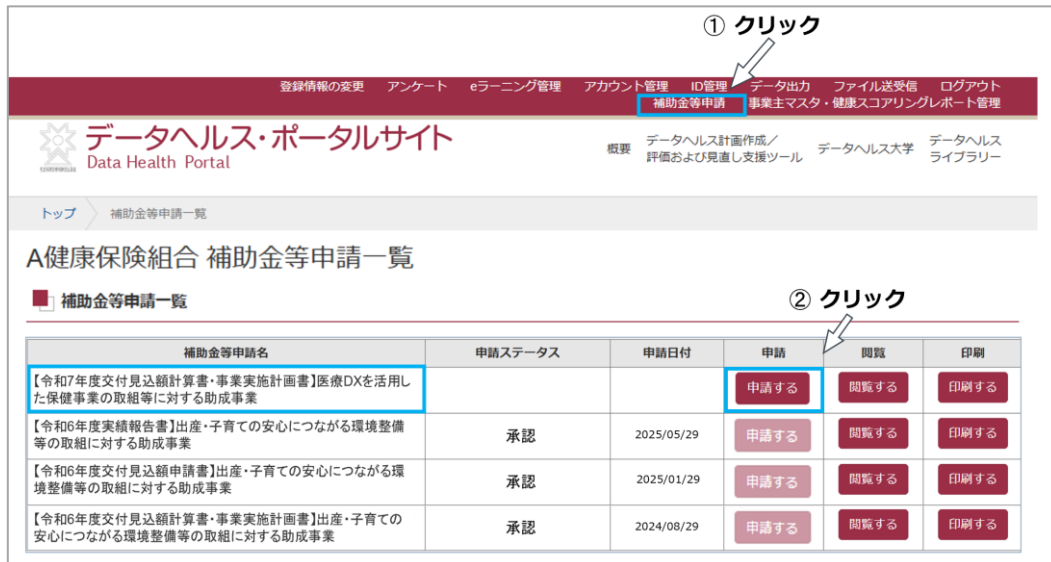 ① クリック
登録情報の変更 アンケート eラーニング管理 アカウント管理 ID管理 データ出力 ファイル送受信 ログアウト
補助金等申請 事業主マスタ・健康スコアリングレポート管理
データヘルス・ポータルサイト
Data Health Portal
概要 データヘルス計画作成／
評価および見直し支援ツール
データヘルス大学
データヘルス
ライブラリー
トップ 補助金等申請一覧
A健康保険組合 補助金等申請一覧
補助金等申請一覧
② クリック
補助金等申請名 申請ステータス 申請日付 申請 閲覧 印刷
【令和7年度交付見込額計算書・事業実施計画書】医療DXを活用し
た保健事業の取組等に対する助成事業
申請する 閲覧する 印刷する
【令和6年度実績報告書】出産・子育ての安心につながる環境整備
等の取組に対する助成事業
承認 2025/05/29 申請する 閲覧する 印刷する
【令和6年度交付見込額申請書】出産・子育ての安心につながる環
境整備等の取組に対する助成事業
承認 2025/01/29 申請する 閲覧する 印刷する
【令和6年度交付見込額計算書・事業実施計画書】出産・子育ての
安心につながる環境整備等の取組に対する助成事業
承認 2024/08/29 申請する 閲覧する 印刷する